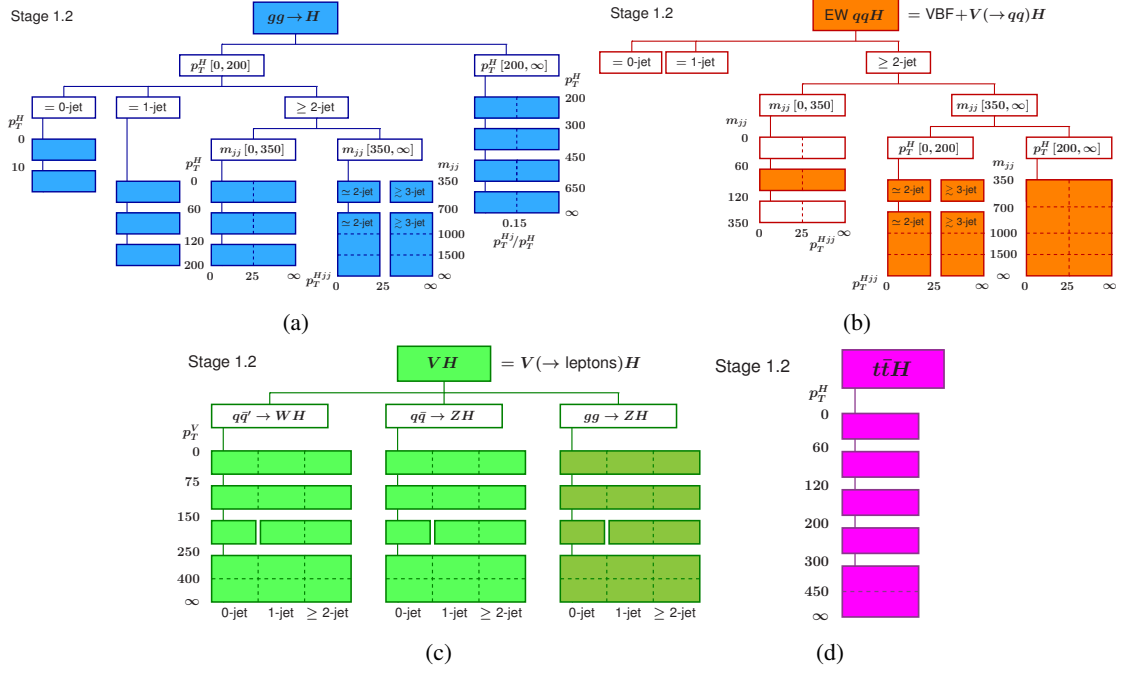 Stage 1.2
gg → H
p_T^H [0, 200]
p_T^H [200, ∞]
= 0-jet
= 1-jet
≥ 2-jet
m_jj [0, 350]
m_jj [350, ∞]
p_T^H
0
10
p_T^H
0
60
120
200
≃ 2-jet
≳ 3-jet
≃ 2-jet
≳ 3-jet
m_jj
350
700
1000
1500
∞
0
25
∞
p_T^Hjj
0
25
∞
p_T^H
200
300
450
650
∞
0.15
p_T^Hj/p_T^H
(a)
Stage 1.2
EW qqH
= VBF+V(→ qq)H
= 0-jet
= 1-jet
≥ 2-jet
m_jj [0, 350]
m_jj [350, ∞]
m_jj
0
60
120
350
0
25
∞
p_T^Hjj
p_T^H [0, 200]
p_T^H [200, ∞]
≃ 2-jet
≳ 3-jet
≃ 2-jet
≳ 3-jet
m_jj
350
700
1000
1500
∞
p_T^Hjj
0
25
∞
0
25
∞
(b)
Stage 1.2
VH
= V(→ leptons)H
qq̄′ → WH
qq̄ → ZH
gg → ZH
p_T^V
0
75
150
250
400
∞
0-jet 1-jet ≥ 2-jet
0-jet 1-jet ≥ 2-jet
0-jet 1-jet ≥ 2-jet
(c)
Stage 1.2
tt̄H
p_T^H
0
60
120
200
300
450
∞
(d)